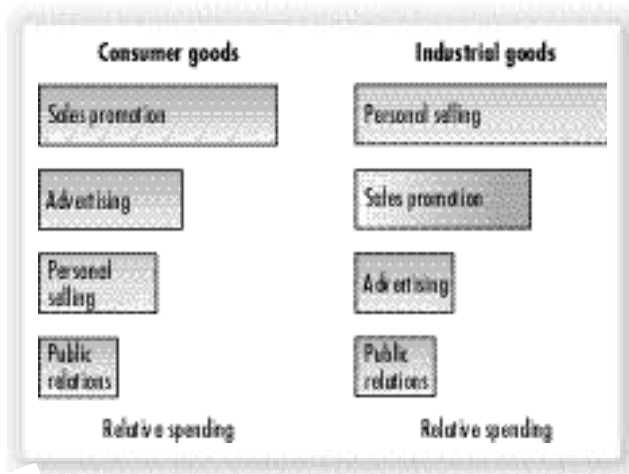 Consumer goods
Sales promotion
Advertising
Personal
selling
Public
relations
Relative spending
Industrial goods
Personal selling
Sales promotion
Advertising
Public
relations
Relative spending